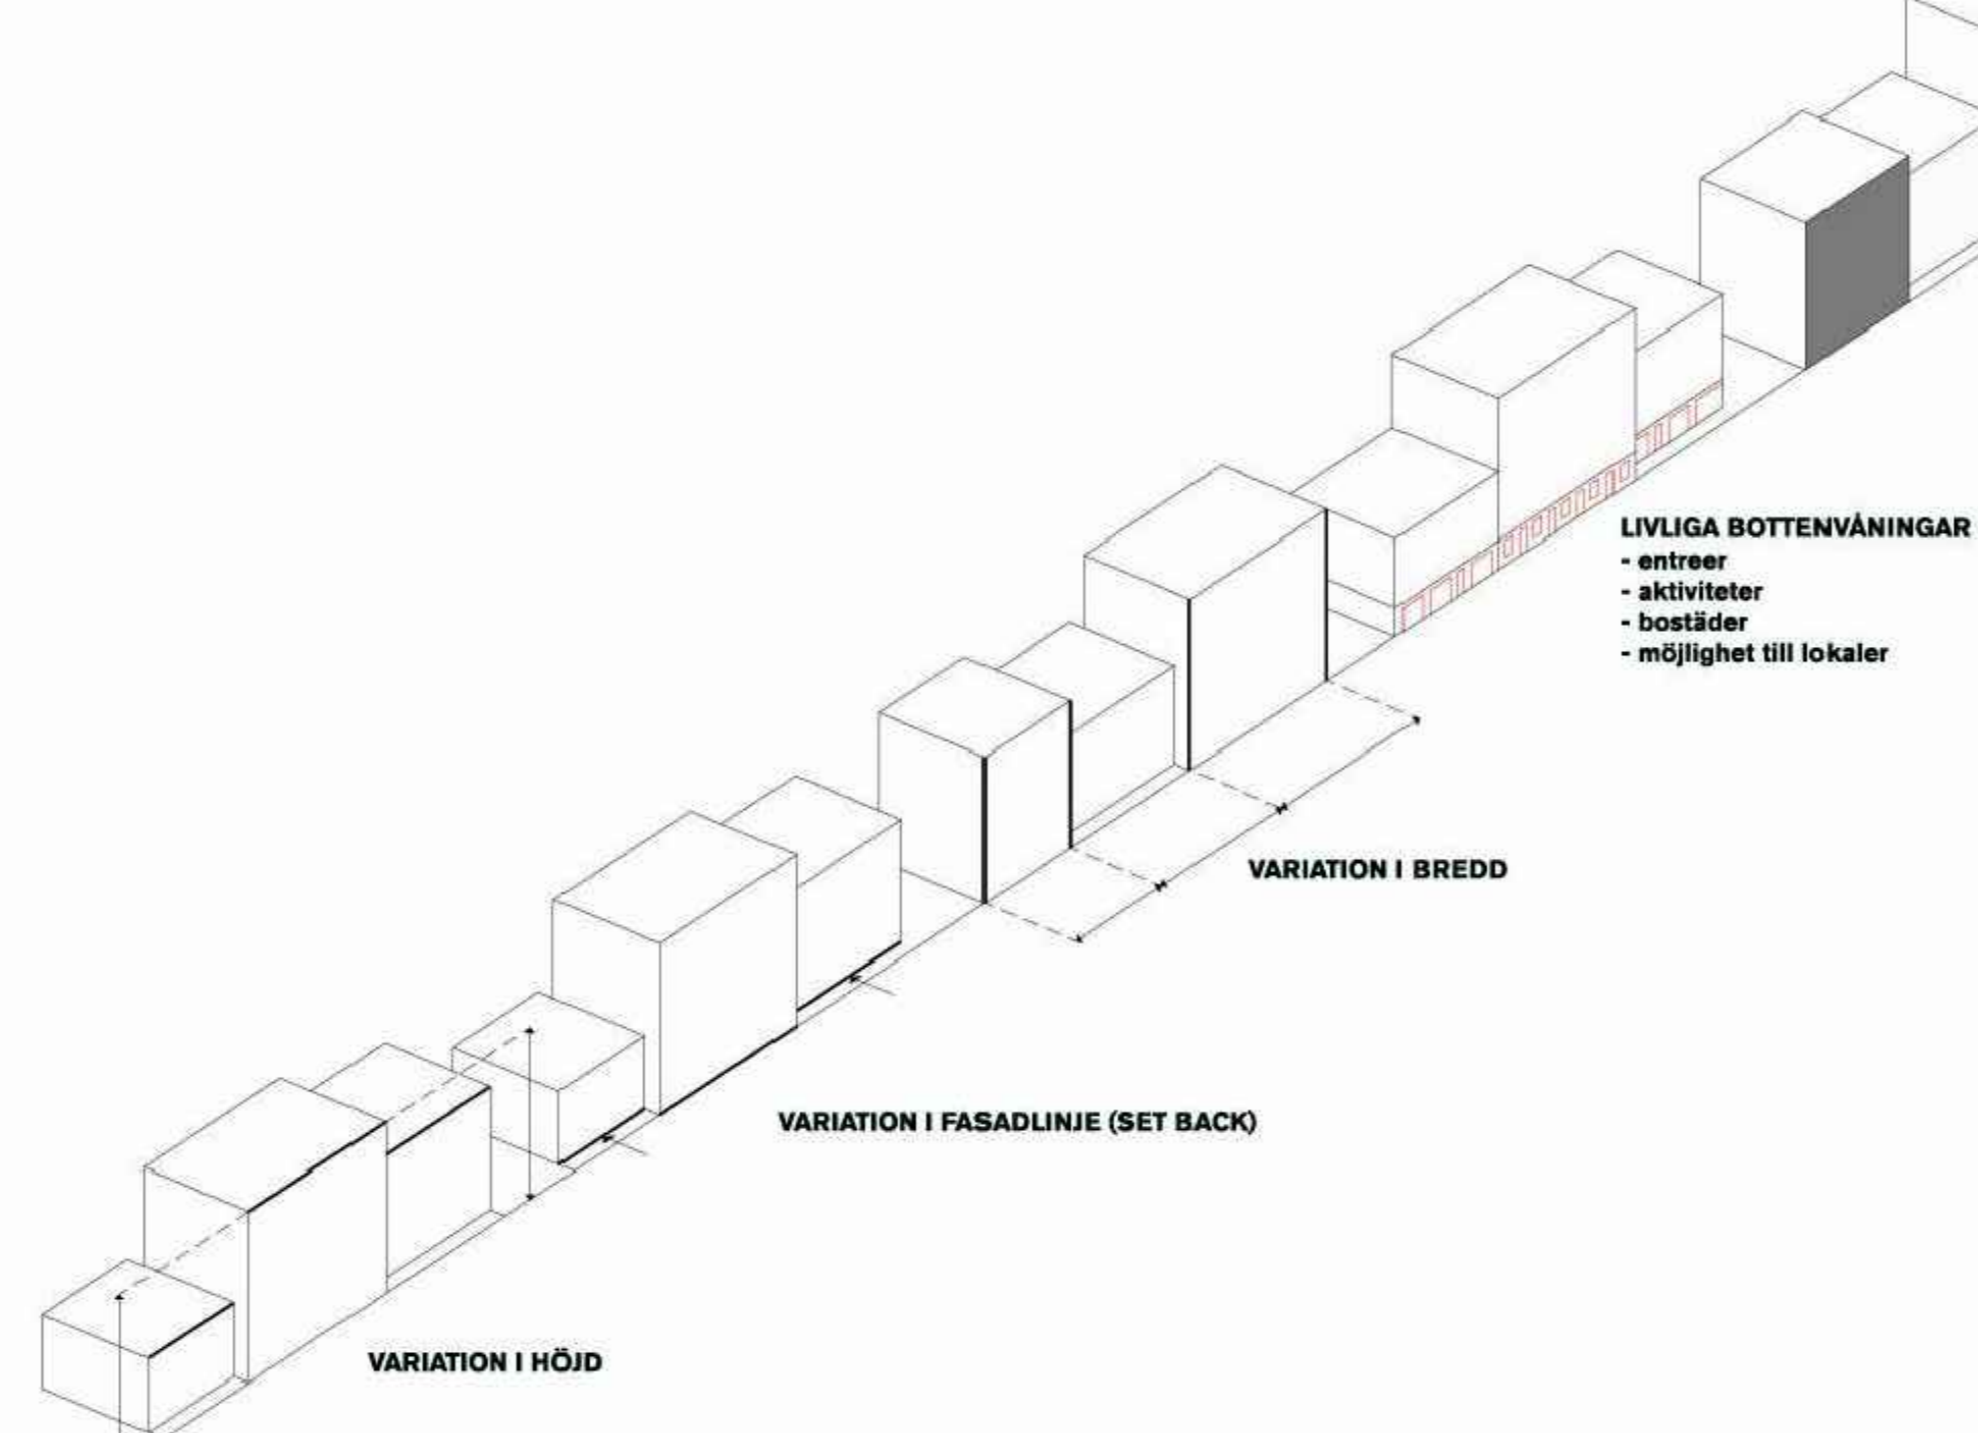 LIVLIGA BOTTENVÅNINGAR
- entreer
- aktiviteter
- bostäder
- möjlighet till lokaler
VARIATION I BREDD
VARIATION I FASADLINJE (SET BACK)
VARIATION I HÖJD